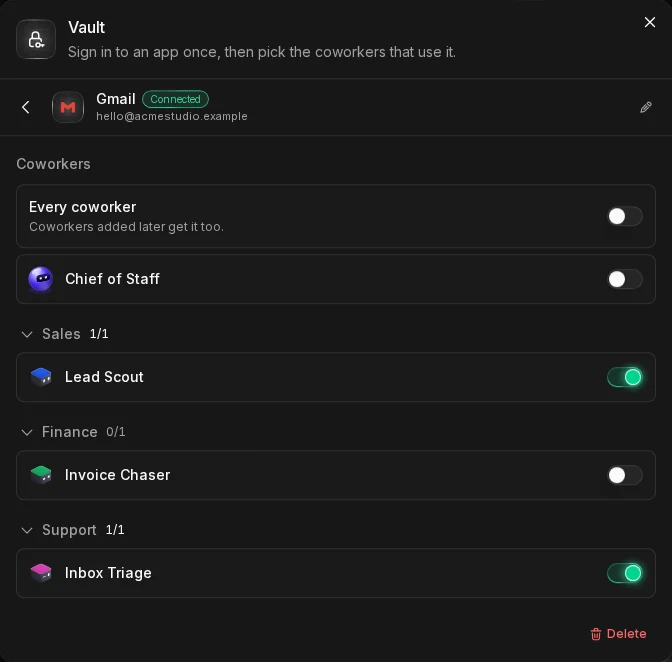 Vault
Sign in to an app once, then pick the coworkers that use it.
Gmail Connected
hello@acmestudio.example
Coworkers
Every coworker
Coworkers added later get it too.
Chief of Staff
Sales 1/1
Lead Scout
Finance 0/1
Invoice Chaser
Support 1/1
Inbox Triage
Delete